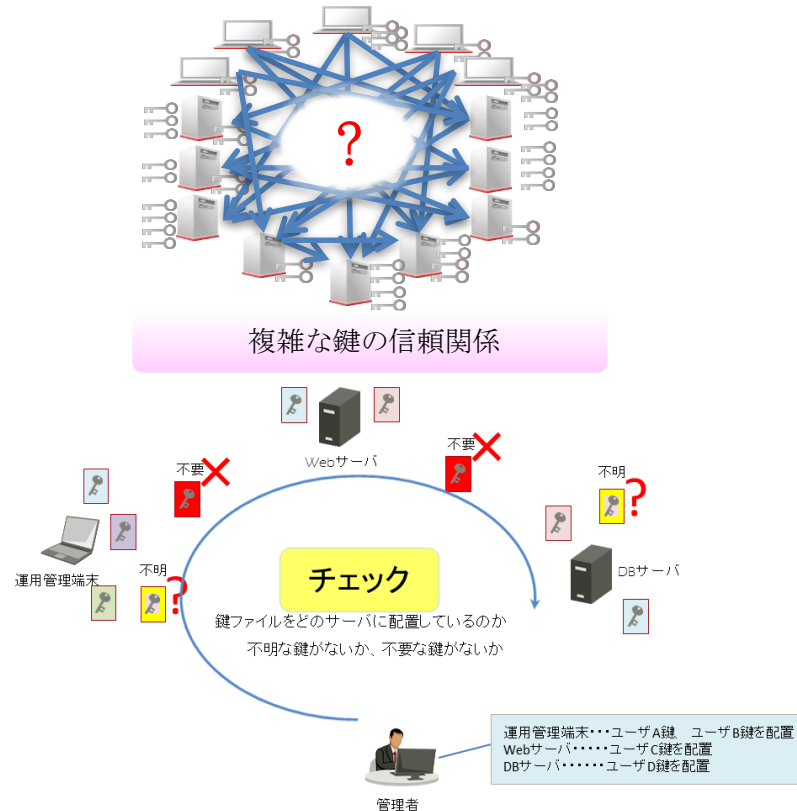 ?
複雑な鍵の信頼関係
Webサーバ
不要
不要
不明
?
運用管理端末
不明
?
DBサーバ
チェック
鍵ファイルをどのサーバに配置しているのか
不明な鍵がないか、不要な鍵がないか
運用管理端末・・・ユーザA鍵　ユーザB鍵を配置
Webサーバ・・・・・ユーザC鍵を配置
DBサーバ・・・・・・ユーザD鍵を配置
管理者